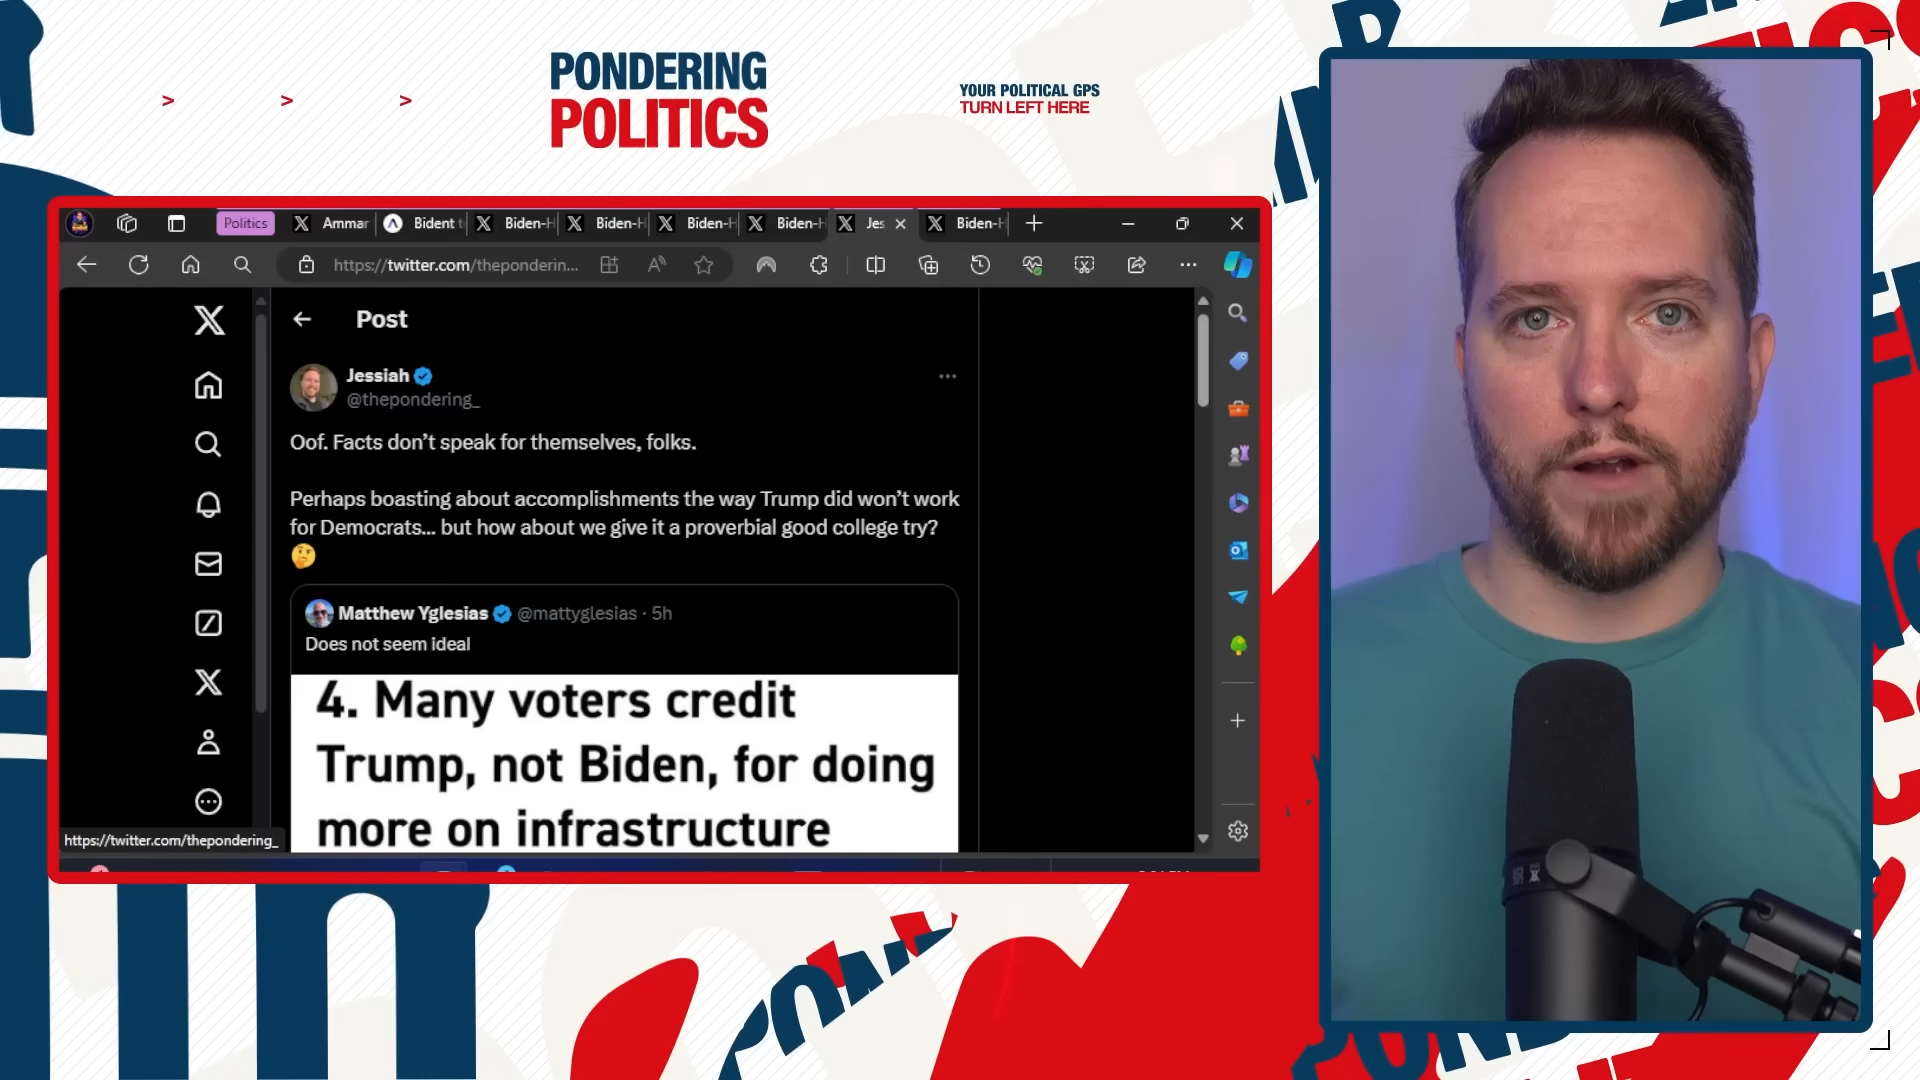 > > >
PONDERING
POLITICS
YOUR POLITICAL GPS
TURN LEFT HERE
Politics
Ammar
Bident
Biden-H
Biden-H
Biden-H
Biden-H
Jes
Biden-H
https://twitter.com/theponderin...
Post
Jessiah
@thepondering_
Oof. Facts don’t speak for themselves, folks.
Perhaps boasting about accomplishments the way Trump did won’t work
for Democrats... but how about we give it a proverbial good college try?
🤔
Matthew Yglesias @mattyglesias · 5h
Does not seem ideal
4. Many voters credit
Trump, not Biden, for doing
more on infrastructure
https://twitter.com/thepondering_